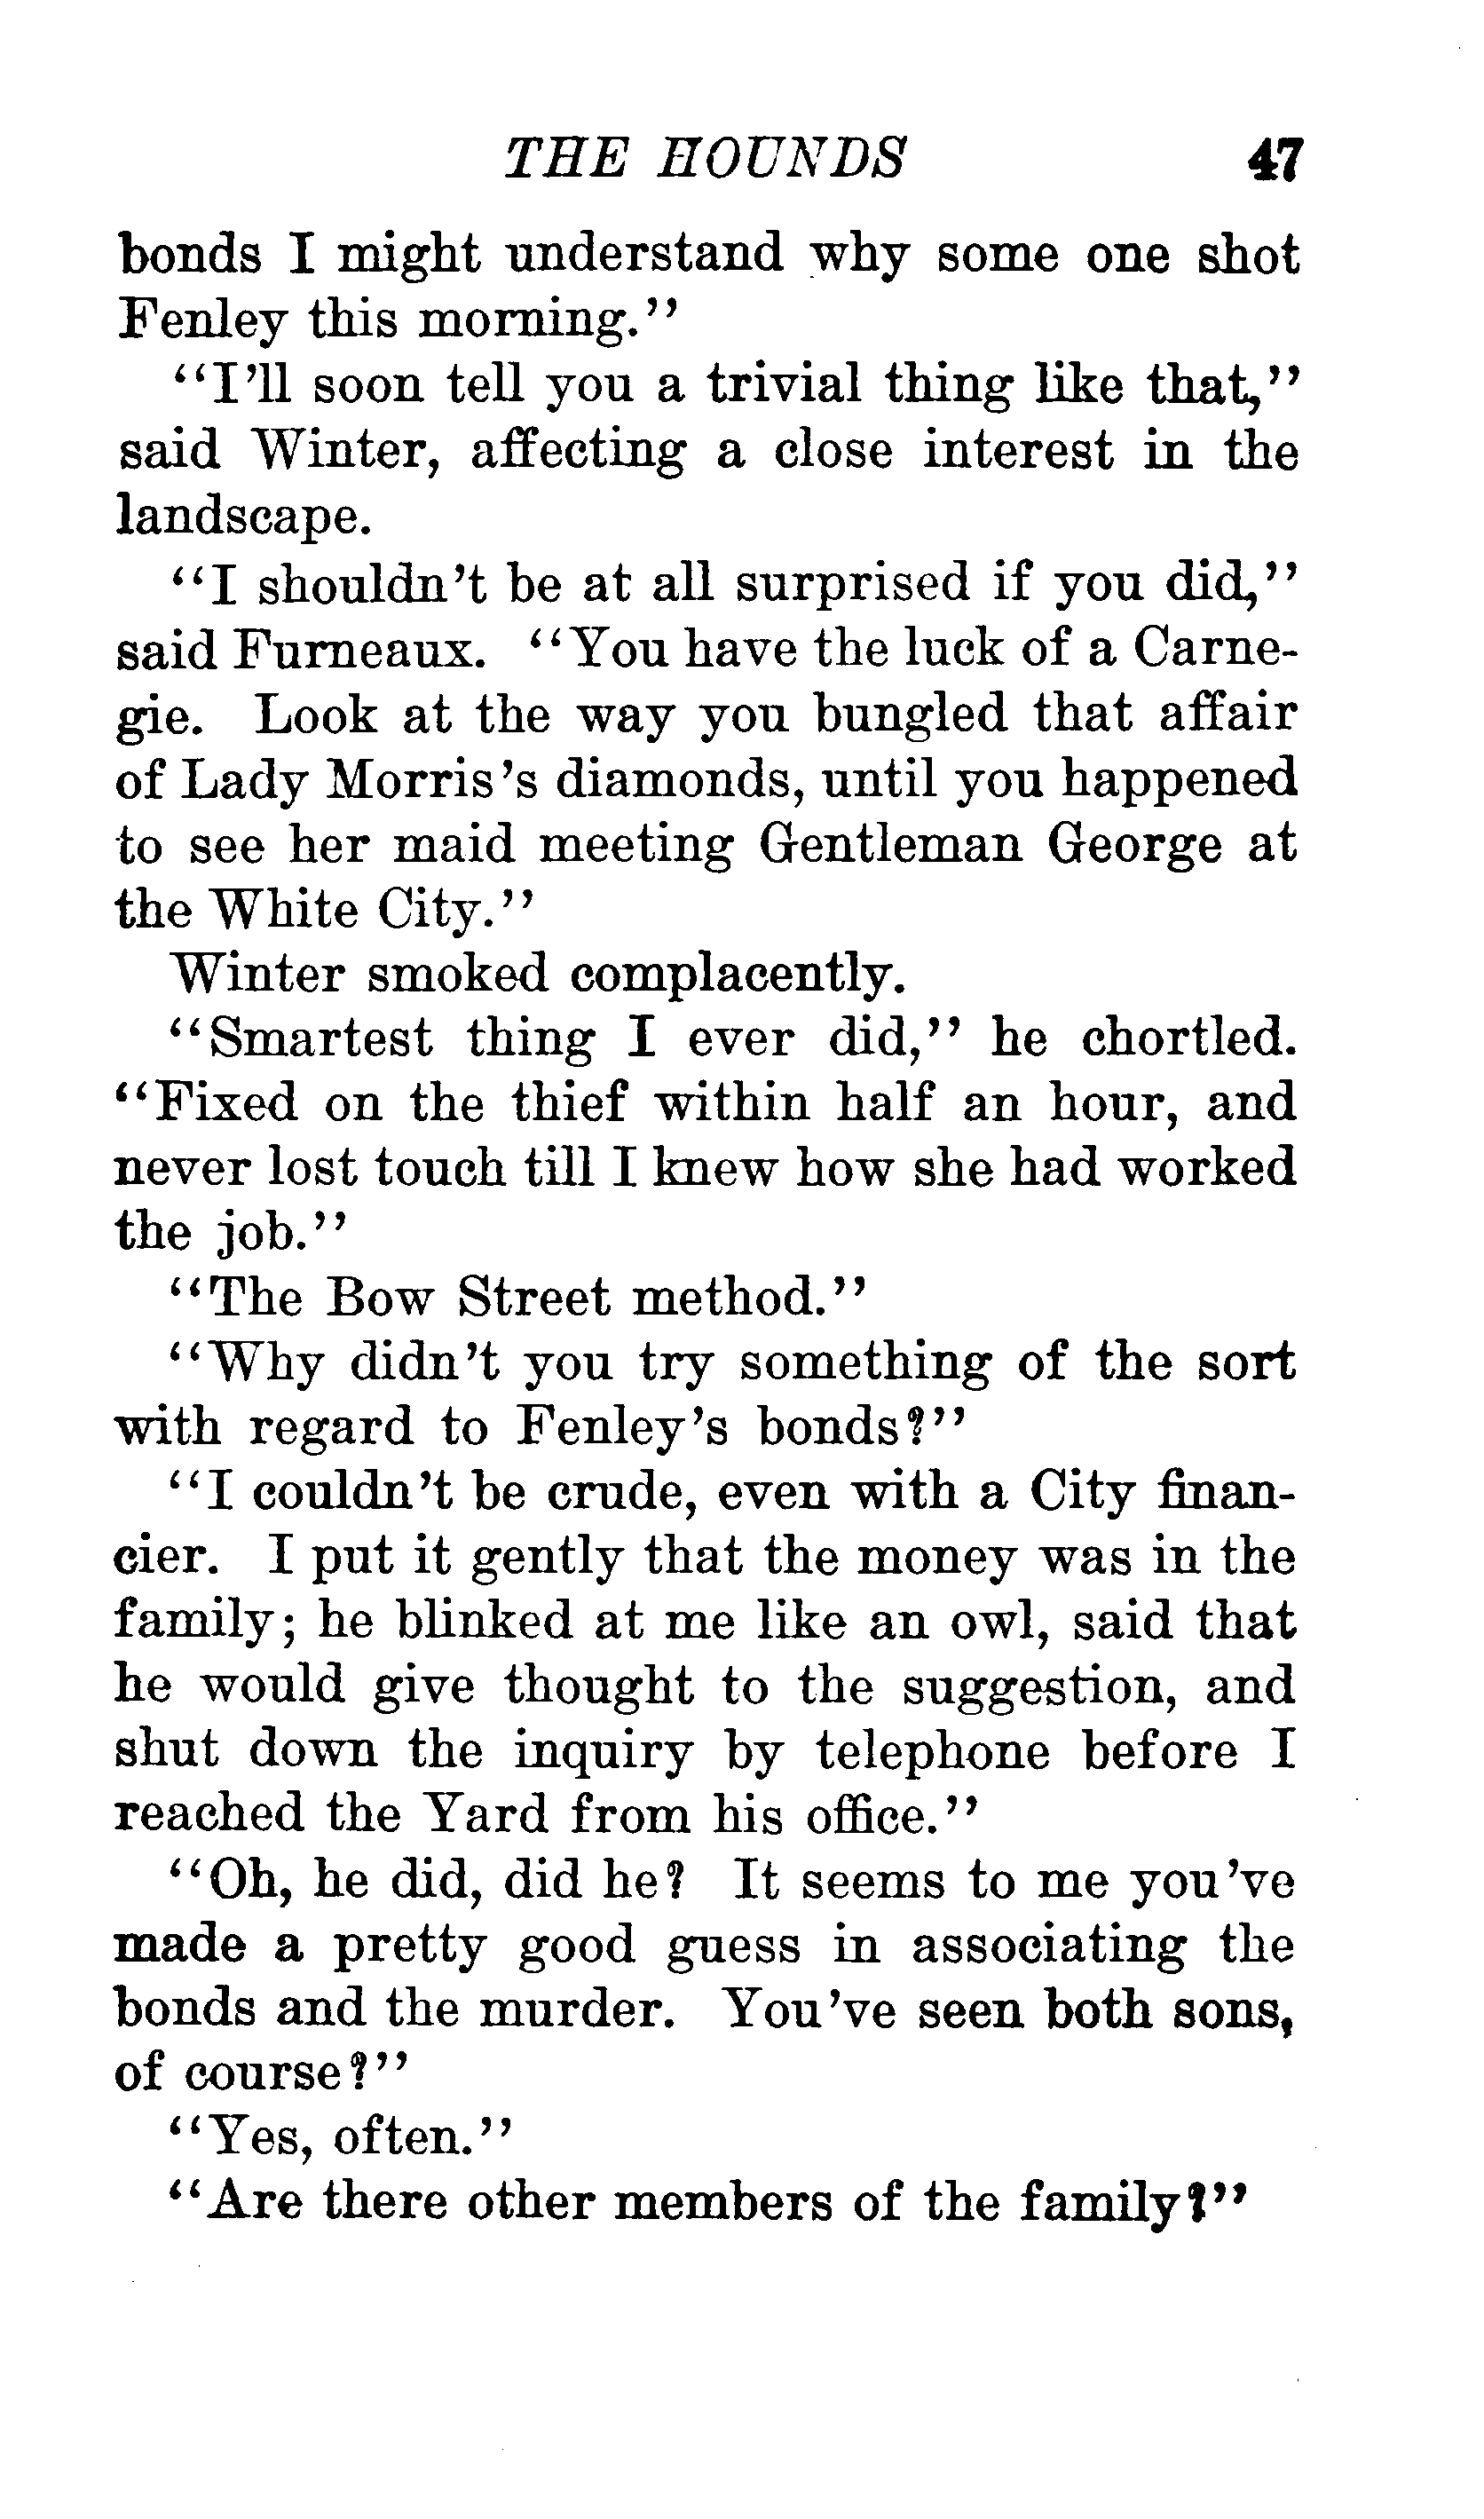 THE HOUNDS 47
bonds I might understand why some one shot
Fenley this morning."
"I'll soon tell you a trivial thing like that,"
said Winter, affecting a close interest in the
landscape.
"I shouldn't be at all surprised if you did,"
said Furneaux. "You have the luck of a Carne-
gie. Look at the way you bungled that affair
of Lady Morris's diamonds, until you happened
to see her maid meeting Gentleman George at
the White City."
Winter smoked complacently.
"Smartest thing I ever did," he chortled.
"Fixed on the thief within half an hour, and
never lost touch till I knew how she had worked
the job."
"The Bow Street method."
"Why didn't you try something of the sort
with regard to Fenley's bonds?"
"I couldn't be crude, even with a City finan-
cier. I put it gently that the money was in the
family; he blinked at me like an owl, said that
he would give thought to the suggestion, and
shut down the inquiry by telephone before I
reached the Yard from his office."
"Oh, he did, did he? It seems to me you've
made a pretty good guess in associating the
bonds and the murder. You've seen both sons,
of course?"
"Yes, often."
"Are there other members of the family?"